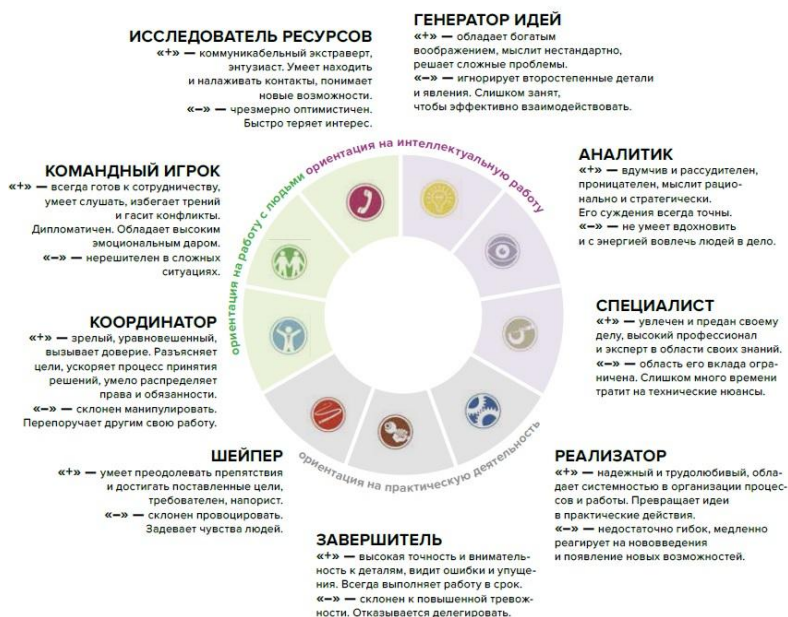 ИССЛЕДОВАТЕЛЬ РЕСУРСОВ
«+» — коммуникабельный экстраверт,
энтузиаст. Умеет находить
и налаживать контакты, понимает
новые возможности.
«–» — чрезмерно оптимистичен.
Быстро теряет интерес.
ГЕНЕРАТОР ИДЕЙ
«+» — обладает богатым
воображением, мыслит нестандартно,
решает сложные проблемы.
«–» — игнорирует второстепенные детали
и явления. Слишком занят,
чтобы эффективно взаимодействовать.
КОМАНДНЫЙ ИГРОК
«+» — всегда готов к сотрудничеству,
умеет слушать, избегает трений
и гасит конфликты.
Дипломатичен. Обладает высоким
эмоциональным даром.
«–» — нерешителен в сложных
ситуациях.
АНАЛИТИК
«+» — вдумчив и рассудителен,
проницателен, мыслит рацио-
нально и стратегически.
Его суждения всегда точны.
«–» — не умеет вдохновить
и с энергией вовлечь людей в дело.
КООРДИНАТОР
«+» — зрелый, уравновешенный,
вызывает доверие. Разъясняет
цели, ускоряет процесс принятия
решений, умело распределяет
права и обязанности.
«–» — склонен манипулировать.
Перепоручает другим свою работу.
СПЕЦИАЛИСТ
«+» — увлечен и предан своему
делу, высокий профессионал
и эксперт в области своих знаний.
«–» — область его вклада огра-
ничена. Слишком много времени
тратит на технические нюансы.
ШЕЙПЕР
«+» — умеет преодолевать препятствия
и достигать поставленные цели,
требователен, напорист.
«–» — склонен провоцировать.
Задевает чувства людей.
РЕАЛИЗАТОР
«+» — надежный и трудолюбивый, обла-
дает системностью в организации процес-
сов и работы. Превращает идеи
в практические действия.
«–» — недостаточно гибок, медленно
реагирует на нововведения
и появление новых возможностей.
ЗАВЕРШИТЕЛЬ
«+» — высокая точность и вниматель-
ность к деталям, видит ошибки и упуще-
ния. Всегда выполняет работу в срок.
«–» — склонен к повышенной тревож-
ности. Отказывается делегировать.
ориентация на работу с людьми
ориентация на интеллектуальную работу
ориентация на практическую деятельность